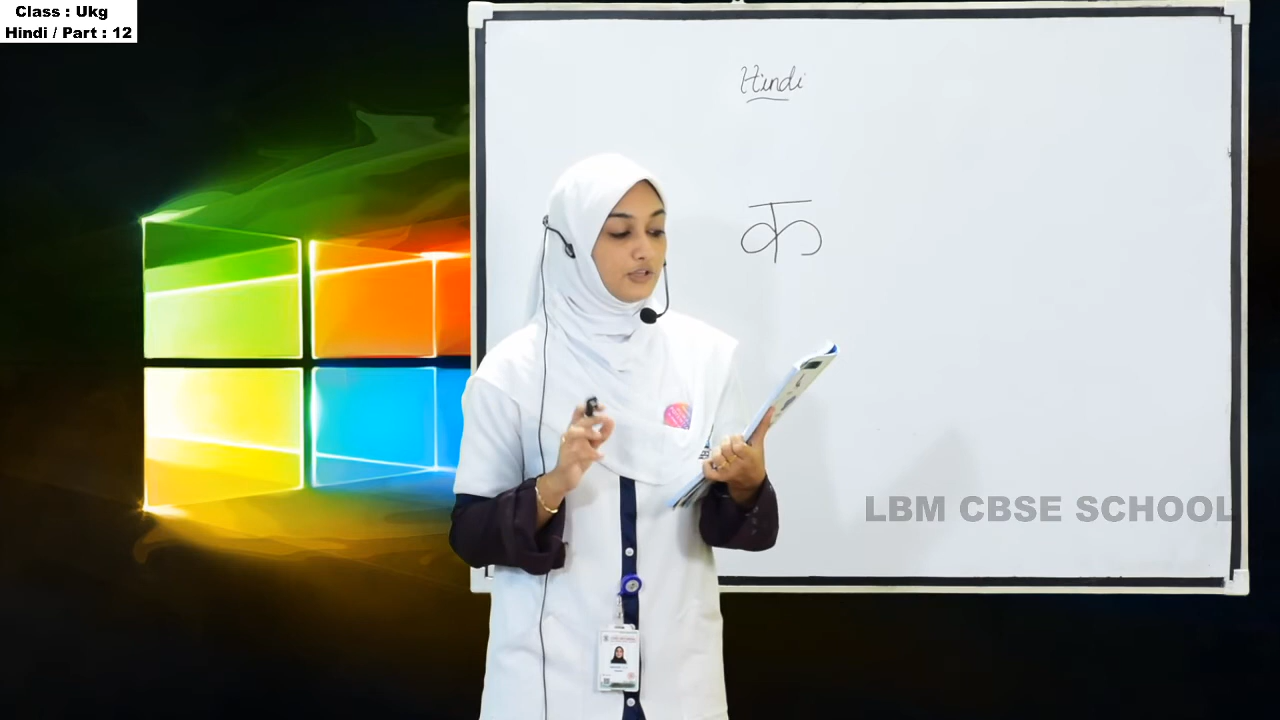 Class : Ukg
Hindi / Part : 12
Hindi
क
LBM CBSE SCHOOL